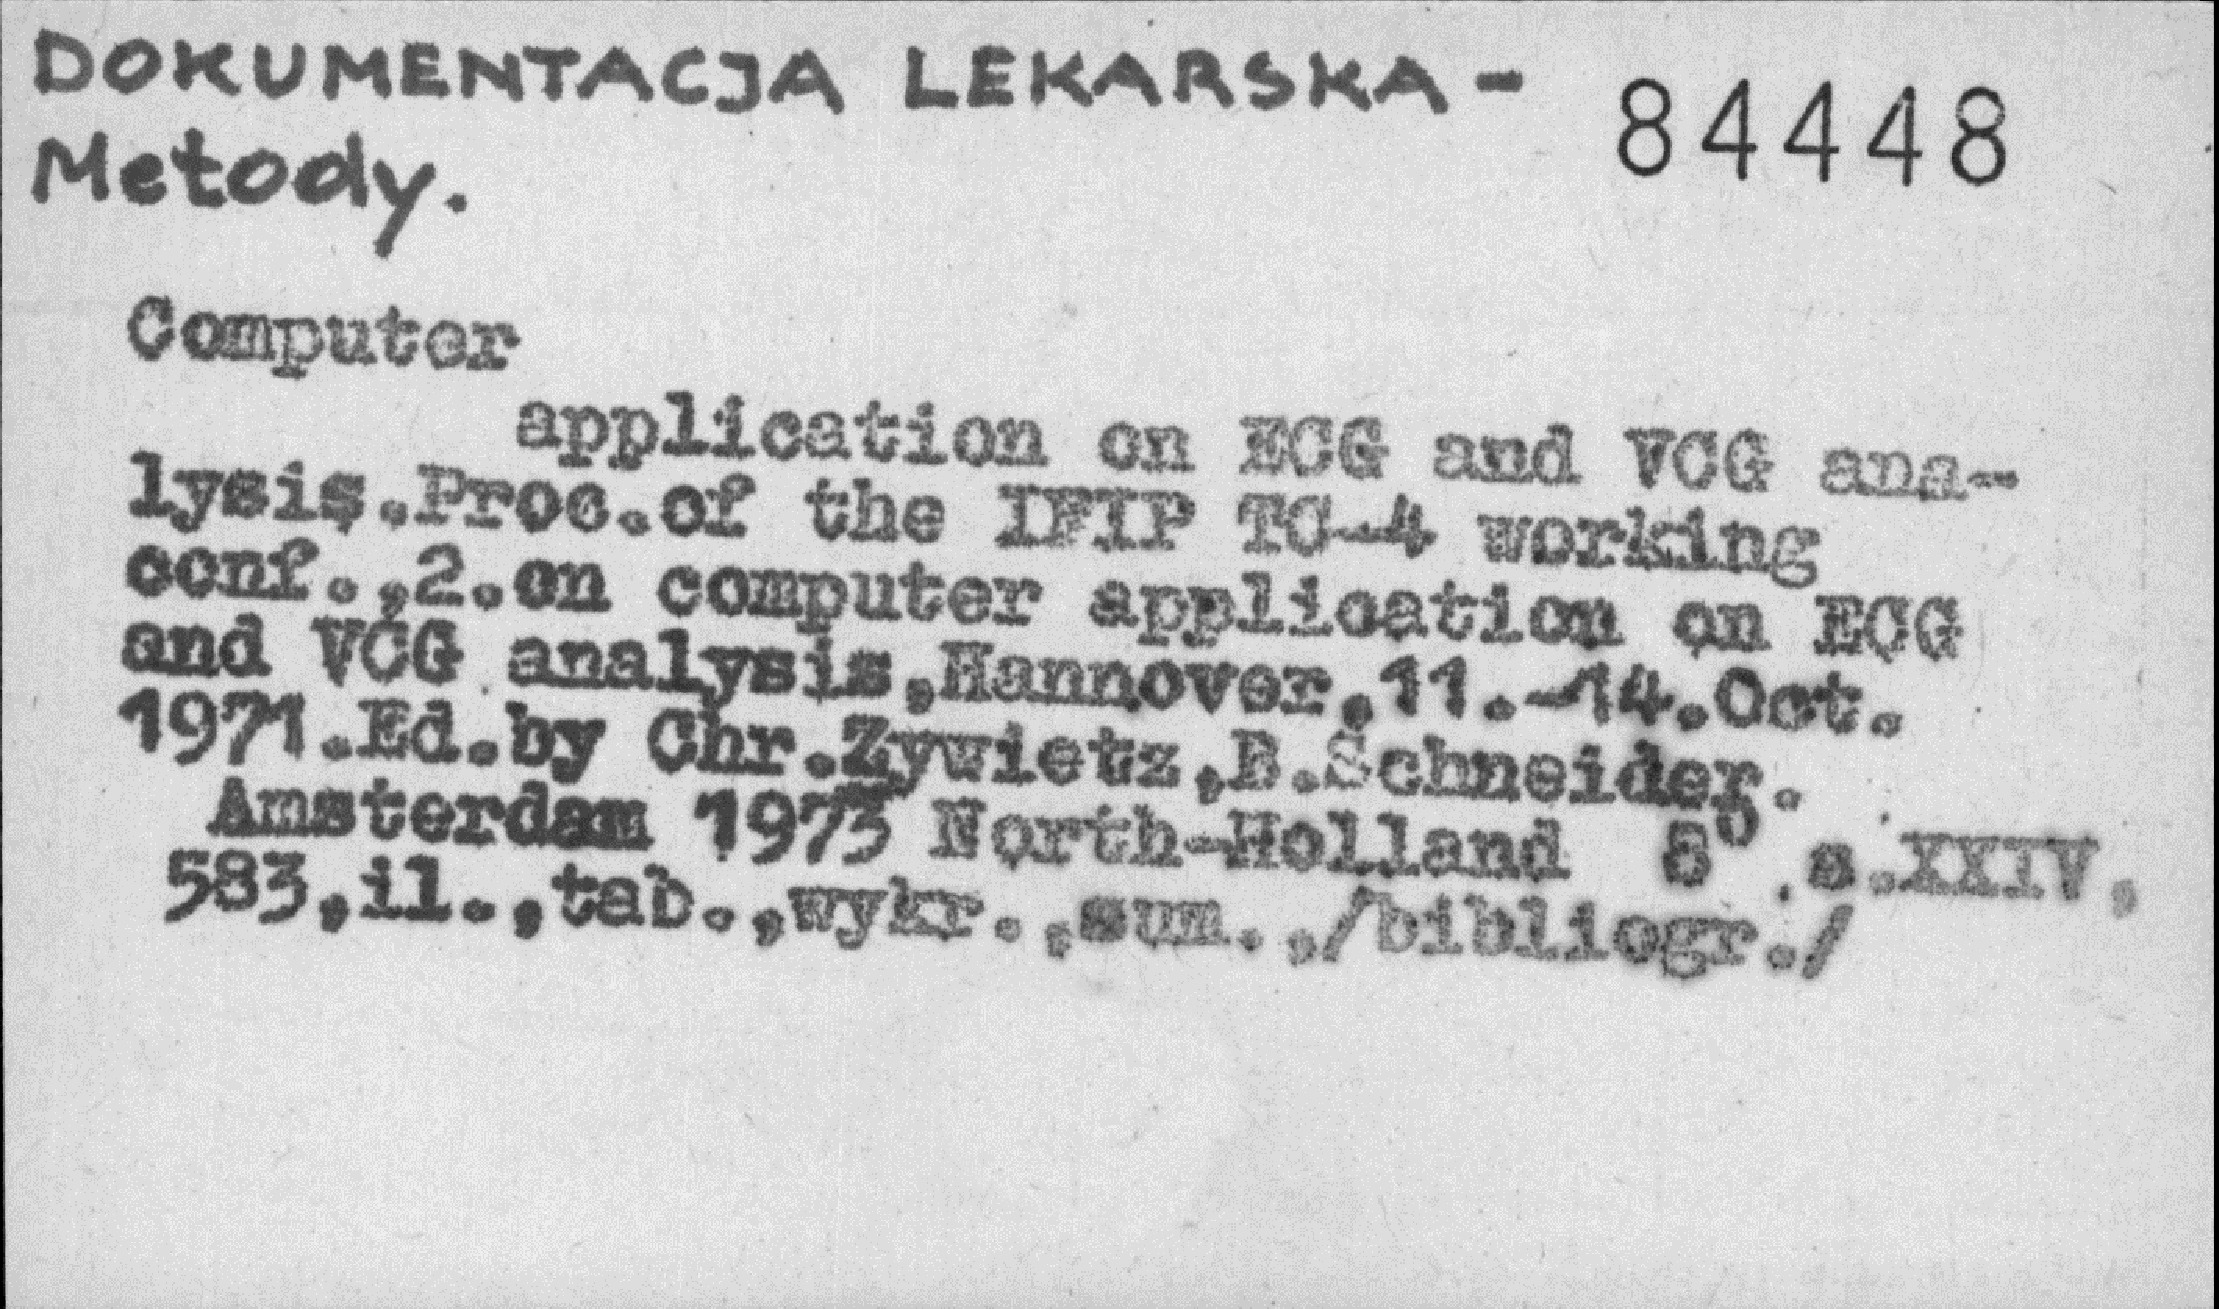 DOKUMENTACJA LEKARSKA -
84448
Metody.
Computer
application on ECG and VCG ana-
lysis.Proc.of the IFIP TC-4 working
conf.,2.on computer application on ECG
and VCG analysis,Hannover,11.-14.Oct.
1971.Ed.by Chr.Zywietz,B.Schneider.
Amsterdam 1973 North-Holland 8° .s.XXIV,
583,il.,tab.,wykr.,sum.,/bibliogr./